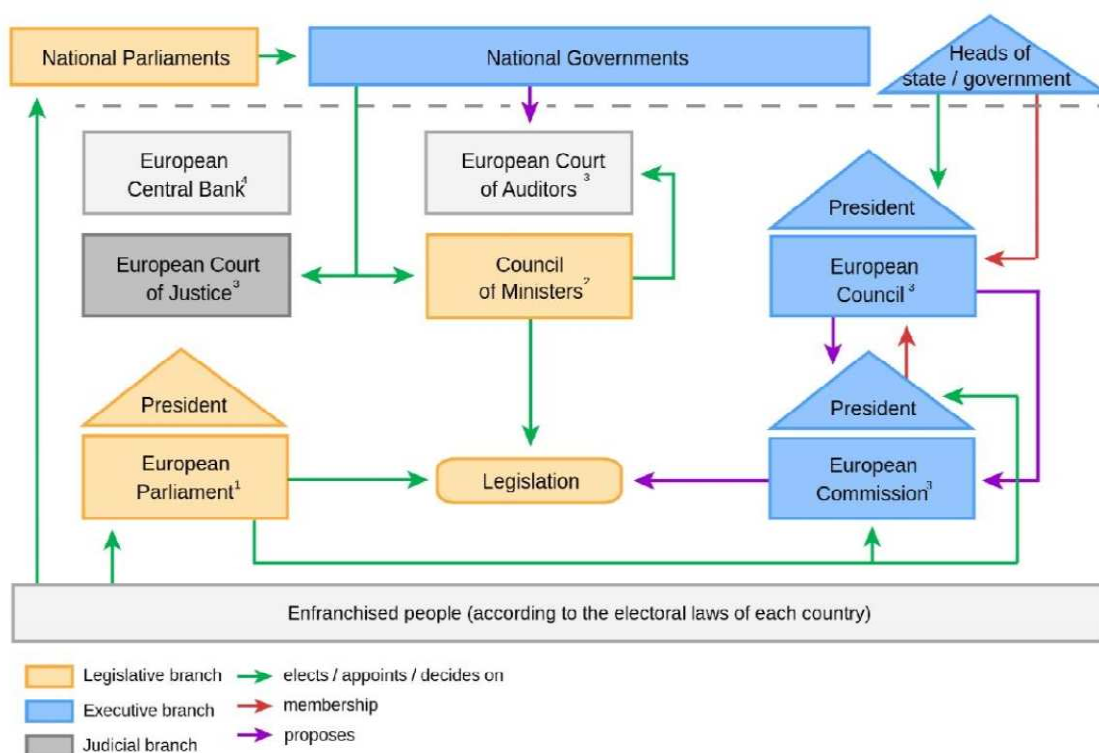 National Parliaments
National Governments
Heads of
state / government
European
Central Bank⁴
European Court
of Auditors ³
President
European Court
of Justice³
Council
of Ministers²
European
Council ³
President
President
European
Parliament¹
Legislation
European
Commission³
Enfranchised people (according to the electoral laws of each country)
Legislative branch
elects / appoints / decides on
Executive branch
membership
Judicial branch
proposes